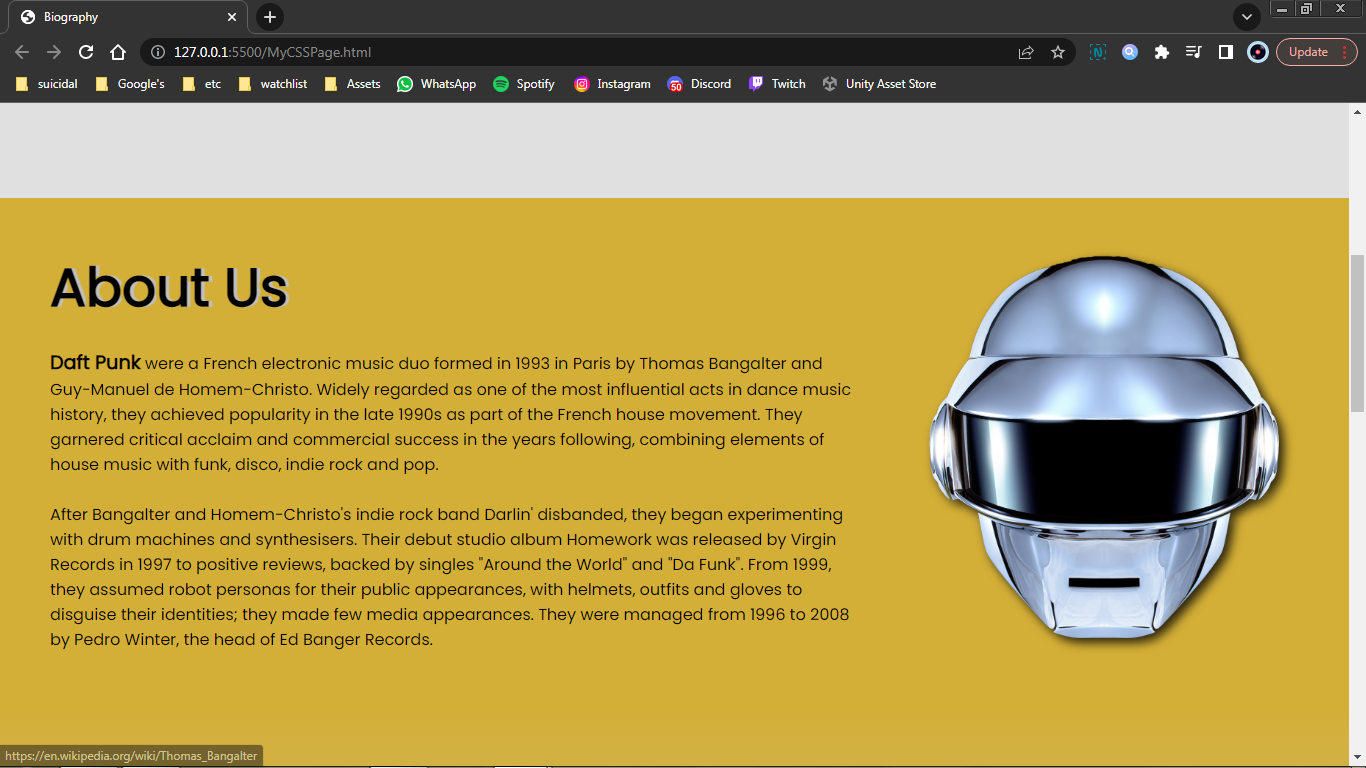 Biography
127.0.0.1:5500/MyCSSPage.html
Update
suicidal Google's etc watchlist Assets WhatsApp Spotify Instagram 50 Discord Twitch Unity Asset Store
About Us
Daft Punk were a French electronic music duo formed in 1993 in Paris by Thomas Bangalter and
Guy-Manuel de Homem-Christo. Widely regarded as one of the most influential acts in dance music
history, they achieved popularity in the late 1990s as part of the French house movement. They
garnered critical acclaim and commercial success in the years following, combining elements of
house music with funk, disco, indie rock and pop.
After Bangalter and Homem-Christo's indie rock band Darlin' disbanded, they began experimenting
with drum machines and synthesisers. Their debut studio album Homework was released by Virgin
Records in 1997 to positive reviews, backed by singles "Around the World" and "Da Funk". From 1999,
they assumed robot personas for their public appearances, with helmets, outfits and gloves to
disguise their identities; they made few media appearances. They were managed from 1996 to 2008
by Pedro Winter, the head of Ed Banger Records.
https://en.wikipedia.org/wiki/Thomas_Bangalter